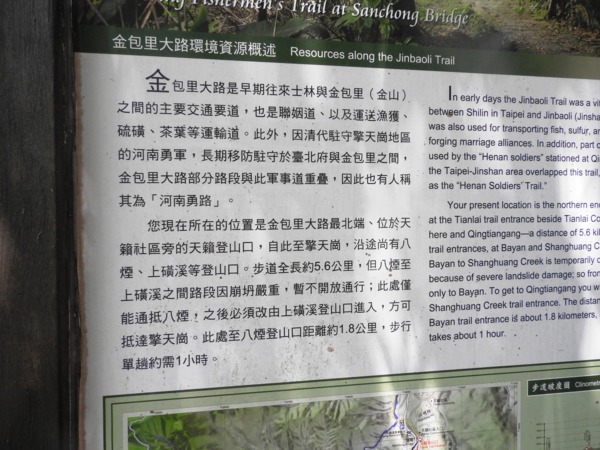 Fishermen's Trail at Sanchong Bridge
金包里大路環境資源概述 Resources along the Jinbaoli Trail
金包里大路是早期往來士林與金包里（金山）
之間的主要交通要道，也是聯姻道、以及運送漁獲、
硫磺、茶葉等運輸道。此外，因清代駐守擎天崗地區
的河南勇軍，長期移防駐守於臺北府與金包里之間，
金包里大路部分路段與此軍事道重疊，因此也有人稱
其為「河南勇路」。
您現在所在的位置是金包里大路最北端、位於天
籟社區旁的天籟登山口，自此至擎天崗，沿途尚有八
煙、上磺溪等登山口。步道全長約5.6公里，但八煙至
上磺溪之間路段因崩坍嚴重，暫不開放通行；此處僅
能通抵八煙，之後必須改由上磺溪登山口進入，方可
抵達擎天崗。此處至八煙登山口距離約1.8公里，步行
單趟約需1小時。
In early days the Jinbaoli Trail was a
between Shilin in Taipei and Jinbaoli
was also used for transporting fish, sulfur,
forging marriage alliances. In addition, part
used by the "Henan soldiers" stationed at
the Taipei-Jinshan area overlapped this trail,
as the "Henan Soldiers' Trail."
Your present location is the northern
at the Tianlai trail entrance beside Tianlai
here and Qingtiangang—a distance of 5.6
trail entrances, at Bayan and Shanghuang
Bayan to Shanghuang Creek is temporarily
because of severe landslide damage; so
only to Bayan. To get to Qingtiangang you
Shanghuang Creek trail entrance. The
Bayan trail entrance is about 1.8 kilometers,
takes about 1 hour.
步道坡度圖